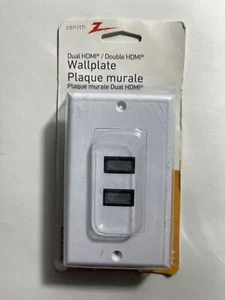 zenith
Dual HDMI® / Double HDMI®
Wallplate
Plaque murale
Plaque murale Dual HDMI®